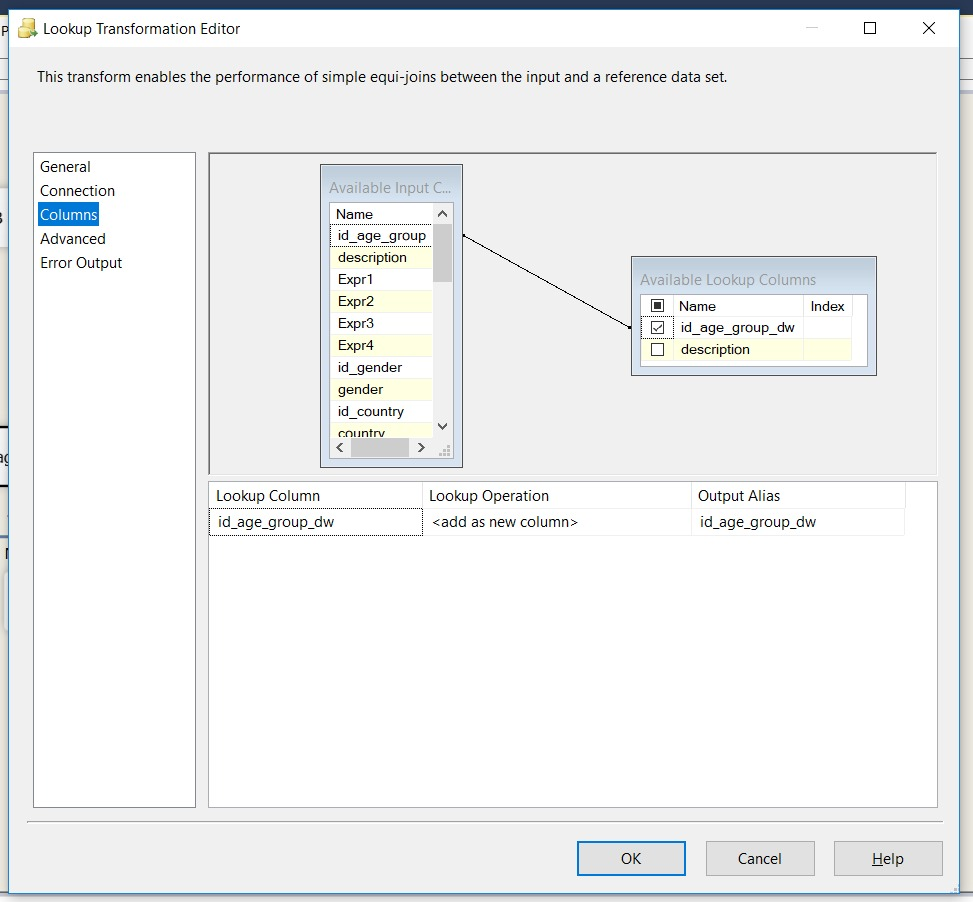 Lookup Transformation Editor
This transform enables the performance of simple equi-joins between the input and a reference data set.
General
Connection
Columns
Advanced
Error Output
Available Input C...
Name
id_age_group
description
Expr1
Expr2
Expr3
Expr4
id_gender
gender
id_country
country
Available Lookup Columns
Name Index
id_age_group_dw
description
Lookup Column Lookup Operation Output Alias
id_age_group_dw <add as new column> id_age_group_dw
OK Cancel Help